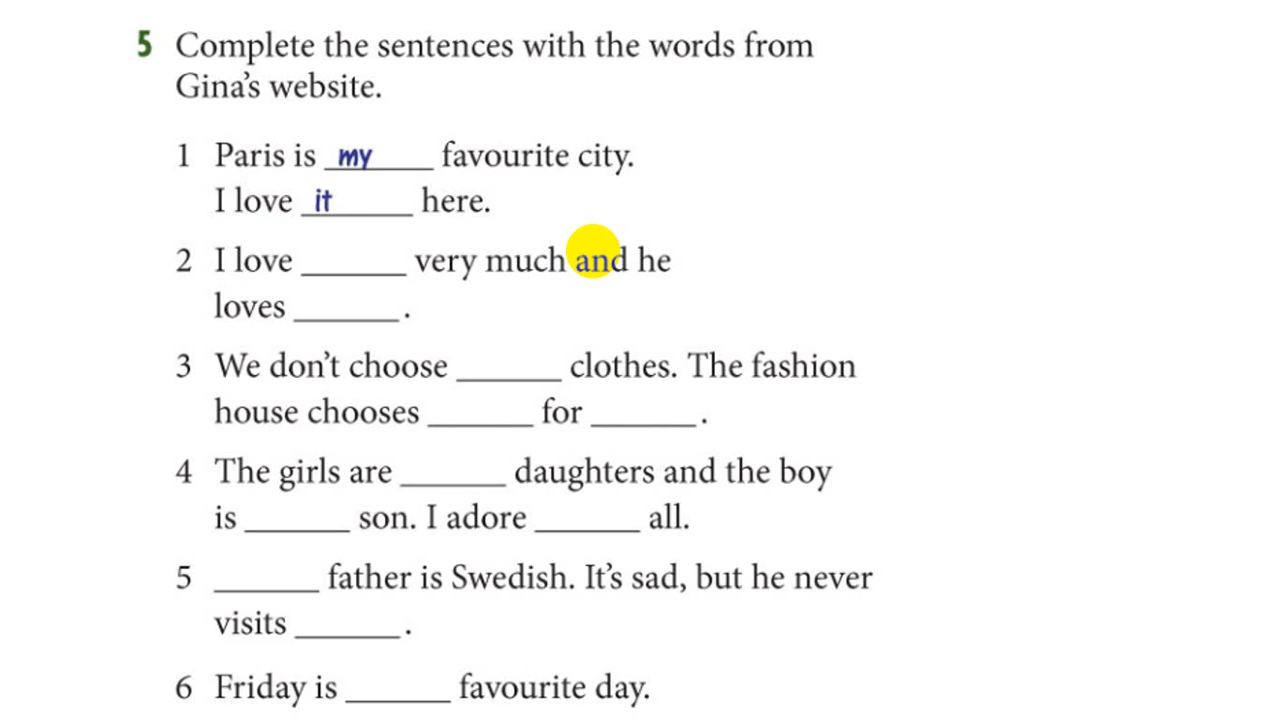 5 Complete the sentences with the words from
Gina's website.
1 Paris is my favourite city.
I love it here.
2 I love ______ very much and he
loves ______.
3 We don't choose ______ clothes. The fashion
house chooses ______ for ______.
4 The girls are ______ daughters and the boy
is ______ son. I adore ______ all.
5 ______ father is Swedish. It's sad, but he never
visits ______.
6 Friday is ______ favourite day.